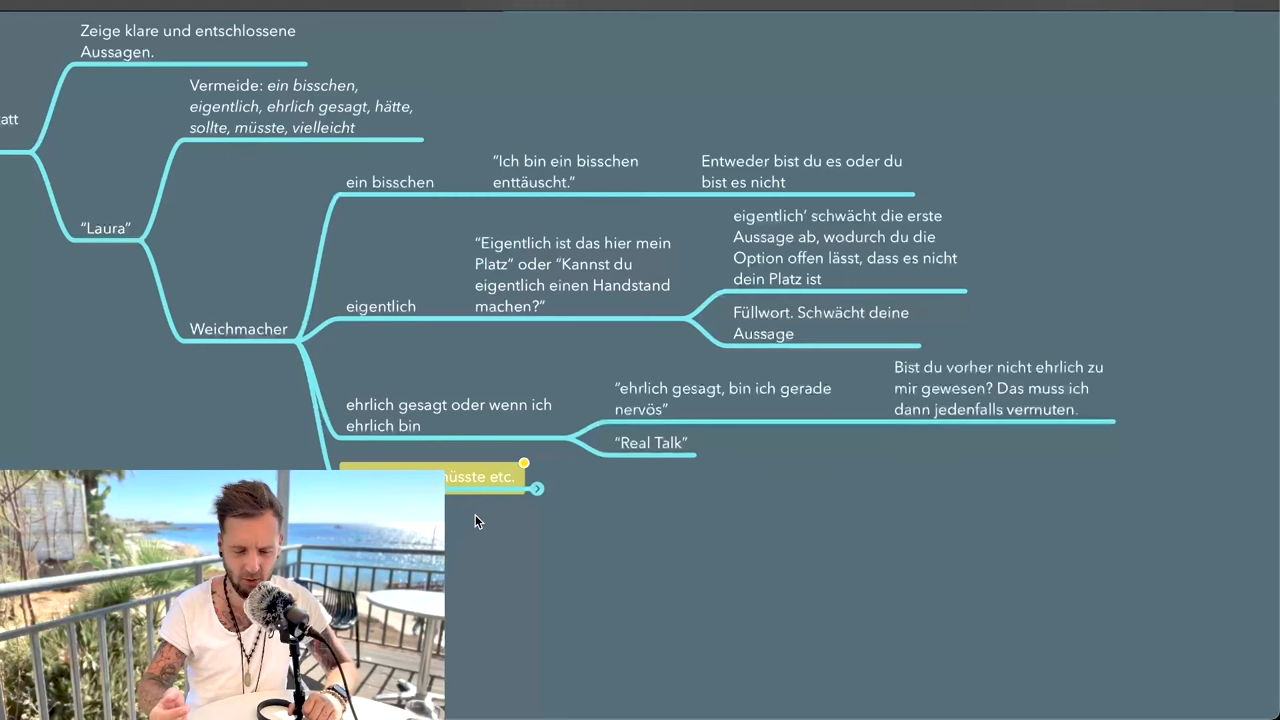 Zeige klare und entschlossene
Aussagen.
att
Vermeide: ein bisschen,
eigentlich, ehrlich gesagt, hätte,
sollte, müsste, vielleicht
“Laura”
Weichmacher
ein bisschen
“Ich bin ein bisschen
enttäuscht.”
Entweder bist du es oder du
bist es nicht
eigentlich
“Eigentlich ist das hier mein
Platz” oder “Kannst du
eigentlich einen Handstand
machen?”
eigentlich’ schwächt die erste
Aussage ab, wodurch du die
Option offen lässt, dass es nicht
dein Platz ist
Füllwort. Schwächt deine
Aussage
ehrlich gesagt oder wenn ich
ehrlich bin
“ehrlich gesagt, bin ich gerade
nervös”
Bist du vorher nicht ehrlich zu
mir gewesen? Das muss ich
dann jedenfalls vermuten.
“Real Talk”
müsste etc.